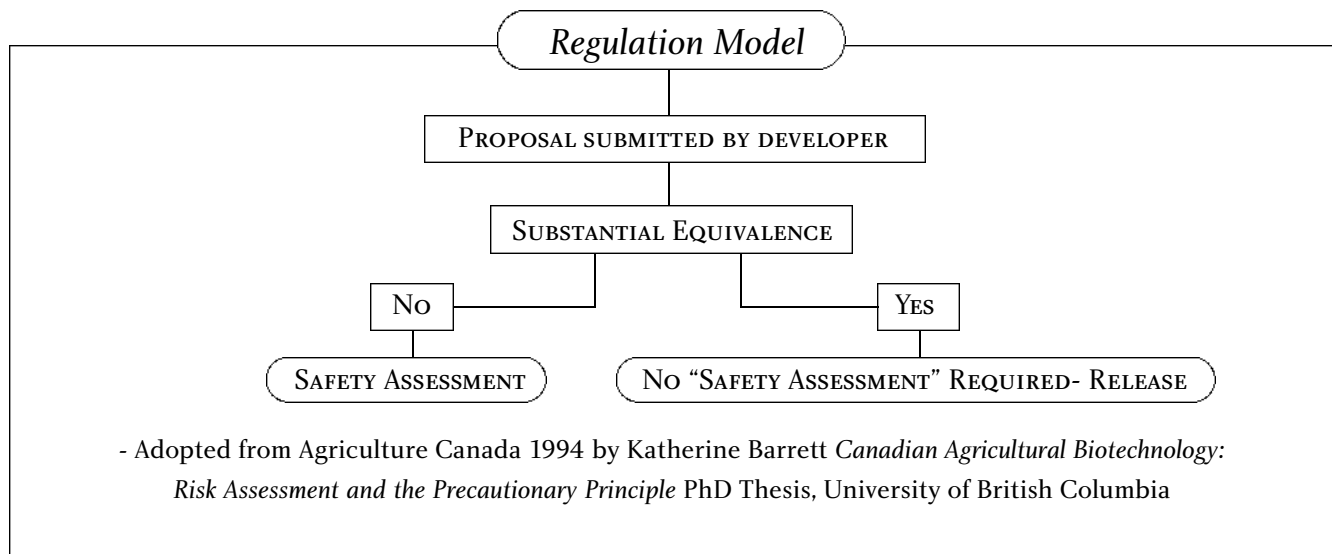 Regulation Model
PROPOSAL SUBMITTED BY DEVELOPER
SUBSTANTIAL EQUIVALENCE
NO
YES
SAFETY ASSESSMENT
NO “SAFETY ASSESSMENT” REQUIRED- RELEASE
- Adopted from Agriculture Canada 1994 by Katherine Barrett Canadian Agricultural Biotechnology:
Risk Assessment and the Precautionary Principle PhD Thesis, University of British Columbia